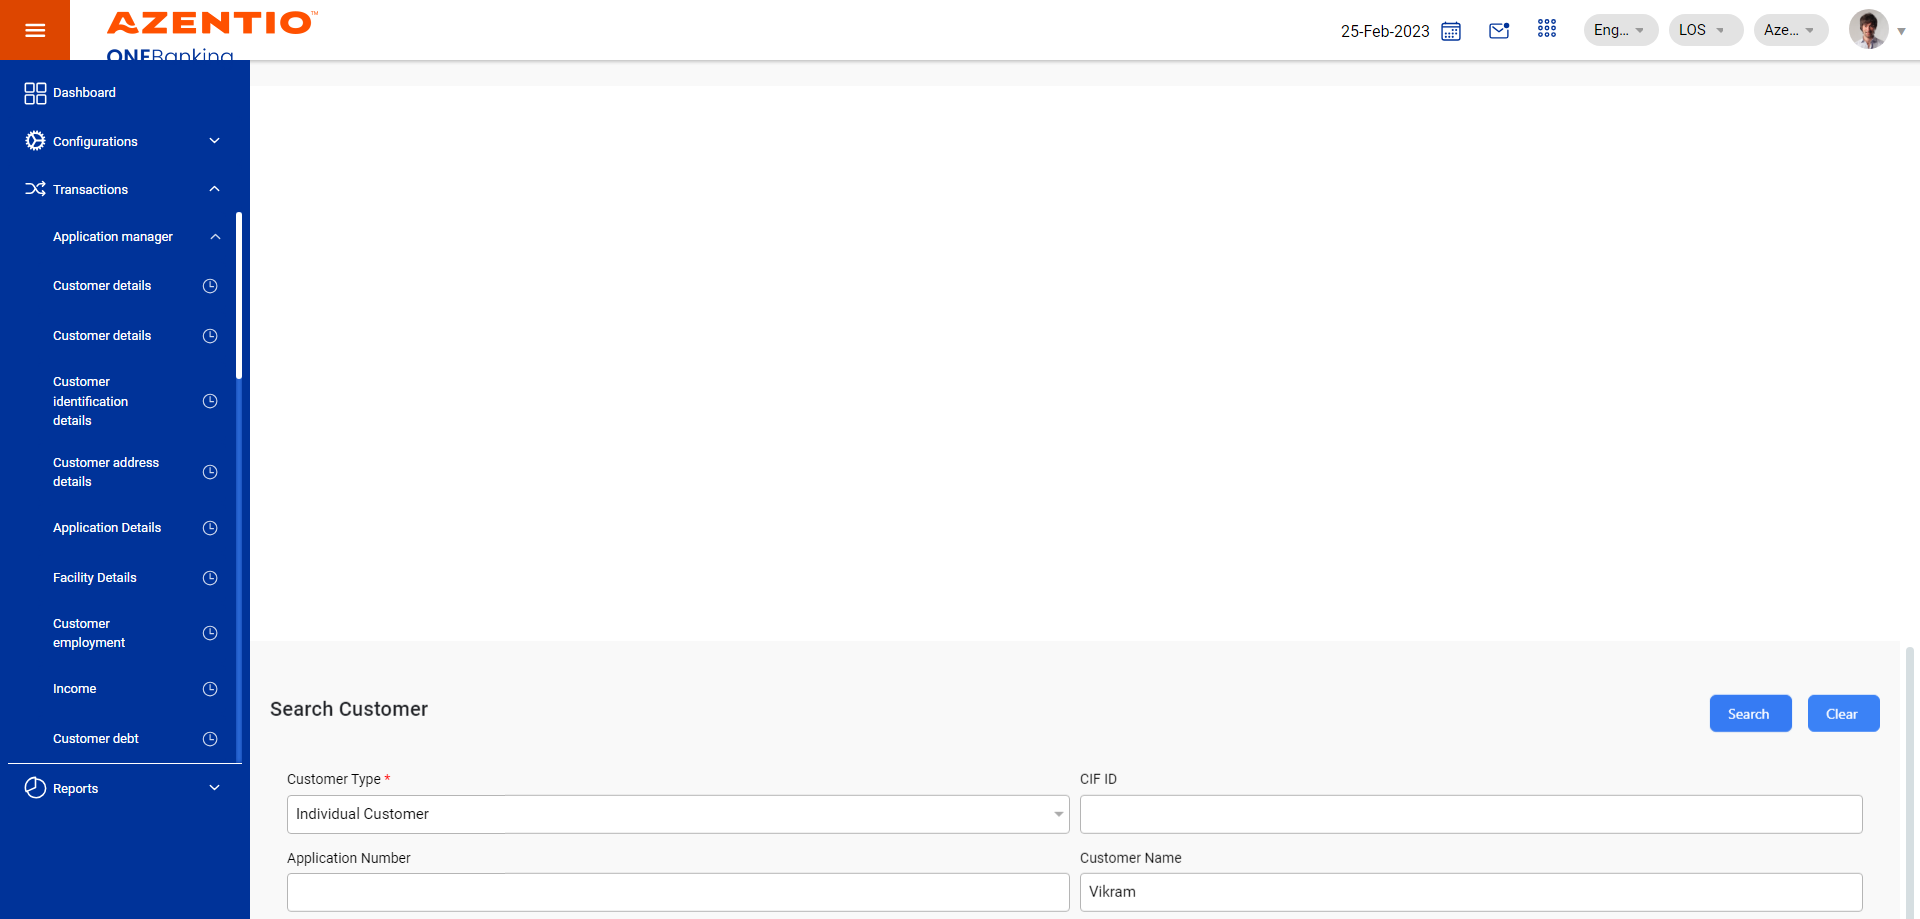 AZENTIO™
ONEBanking
25-Feb-2023
Eng...
LOS
Aze...
Dashboard
Configurations
Transactions
Application manager
Customer details
Customer details
Customer
identification
details
Customer address
details
Application Details
Facility Details
Customer
employment
Income
Customer debt
Reports
Search Customer
Search
Clear
Customer Type *
CIF ID
Individual Customer
Application Number
Customer Name
Vikram